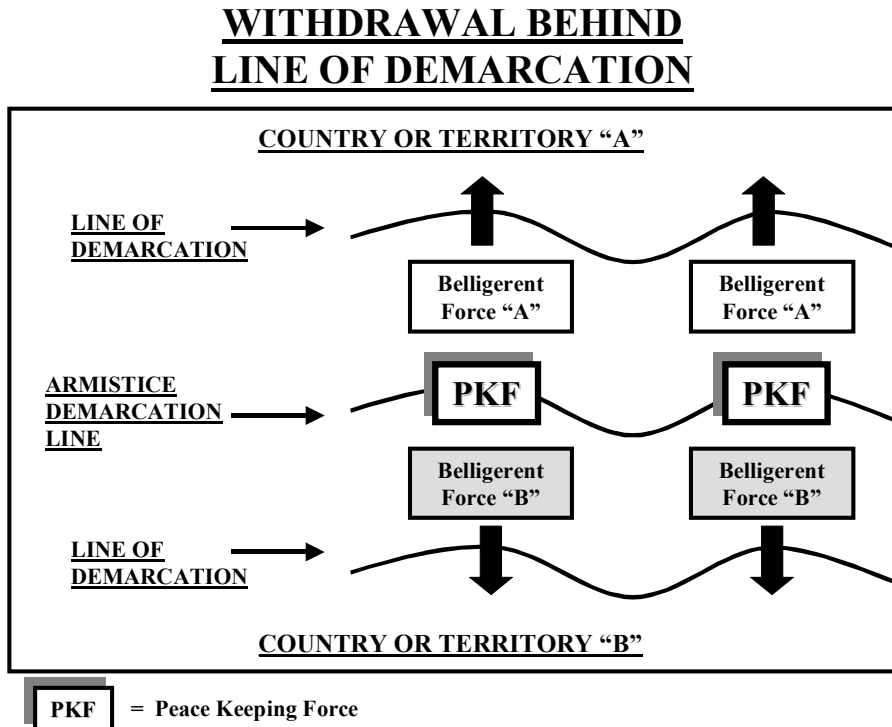 WITHDRAWAL BEHIND
LINE OF DEMARCATION
COUNTRY OR TERRITORY “A”
LINE OF
DEMARCATION
Belligerent
Force “A”
Belligerent
Force “A”
ARMISTICE
DEMARCATION
LINE
PKF
PKF
Belligerent
Force “B”
Belligerent
Force “B”
LINE OF
DEMARCATION
COUNTRY OR TERRITORY “B”
PKF = Peace Keeping Force